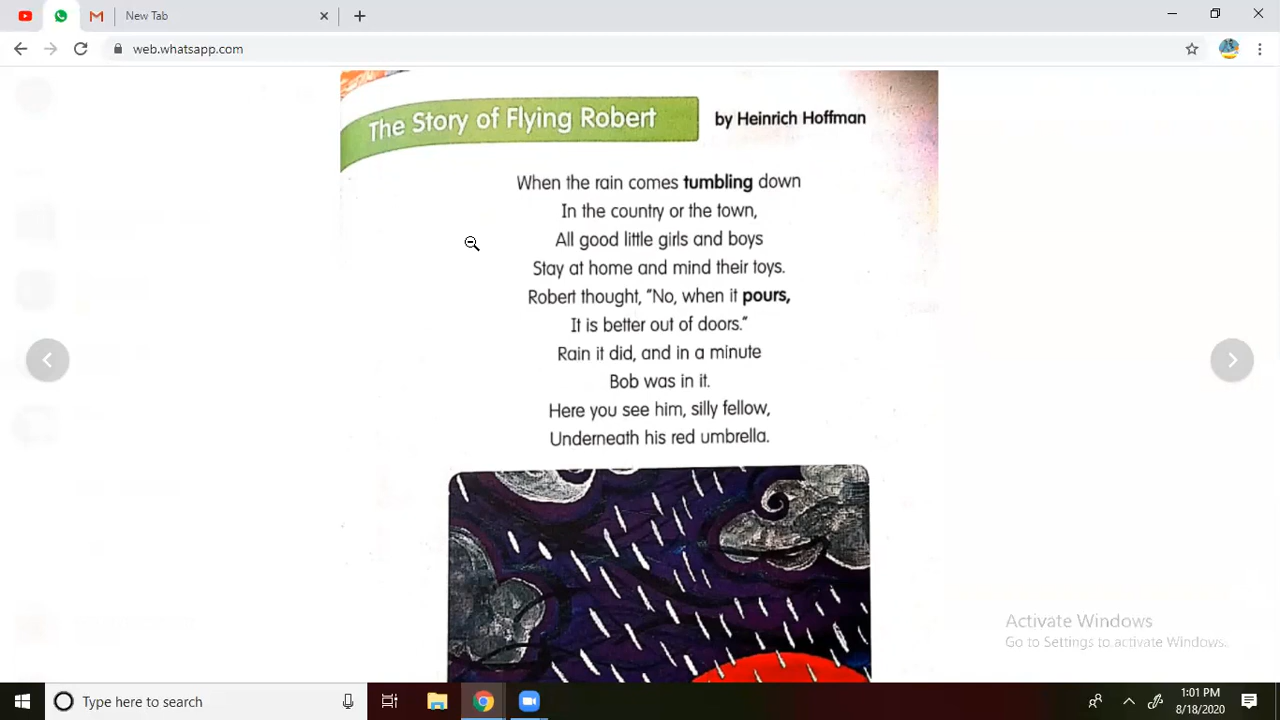 New Tab
web.whatsapp.com
The Story of Flying Robert
by Heinrich Hoffman
When the rain comes tumbling down
In the country or the town,
All good little girls and boys
Stay at home and mind their toys.
Robert thought, "No, when it pours,
It is better out of doors."
Rain it did, and in a minute
Bob was in it.
Here you see him, silly fellow,
Underneath his red umbrella.
Activate Windows
Go to Settings to activate Windows.
Type here to search
1:01 PM
8/18/2020